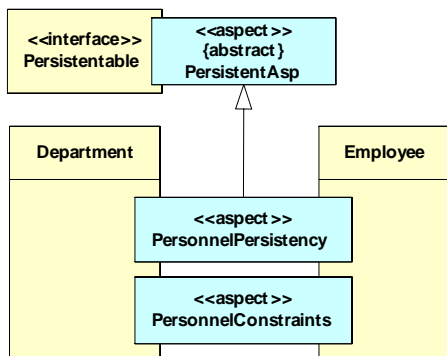 <<interface>>
Persistentable
<<aspect>>
{abstract}
PersistentAsp
Department
Employee
<<aspect>>
PersonnelPersistency
<<aspect>>
PersonnelConstraints